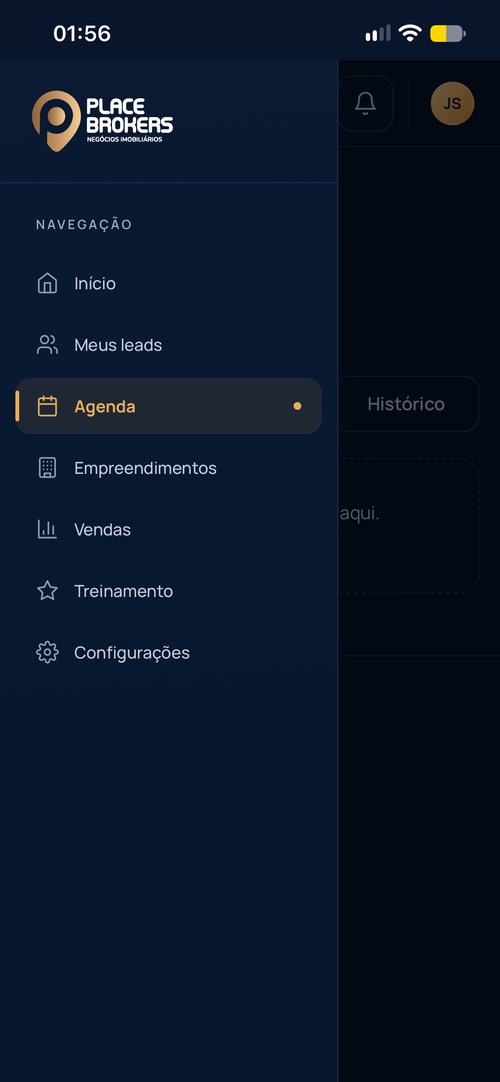 01:56
PLACE
BROKERS
NEGÓCIOS IMOBILIÁRIOS
JS
NAVEGAÇÃO
Início
Meus leads
Agenda
Histórico
Empreendimentos
aqui.
Vendas
Treinamento
Configurações